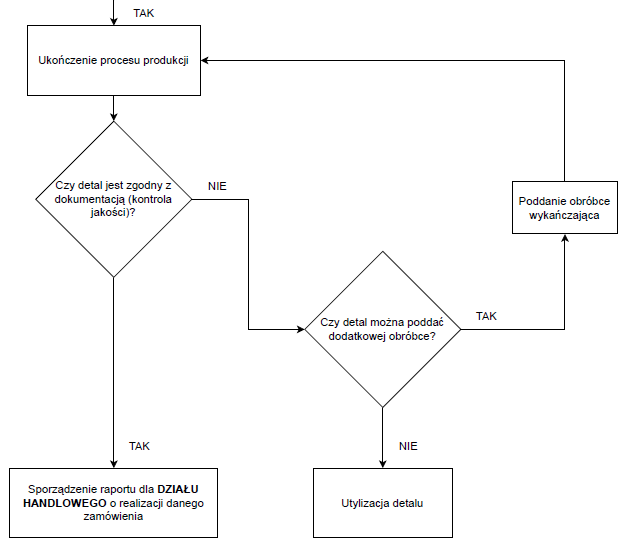 TAK
Ukończenie procesu produkcji
Czy detal jest zgodny z
dokumentacją (kontrola
jakości)?
NIE
Poddanie obróbce
wykańczająca
Czy detal można poddać
dodatkowej obróbce?
TAK
TAK
NIE
Sporządzenie raportu dla DZIAŁU
HANDLOWEGO o realizacji danego
zamówienia
Utylizacja detalu